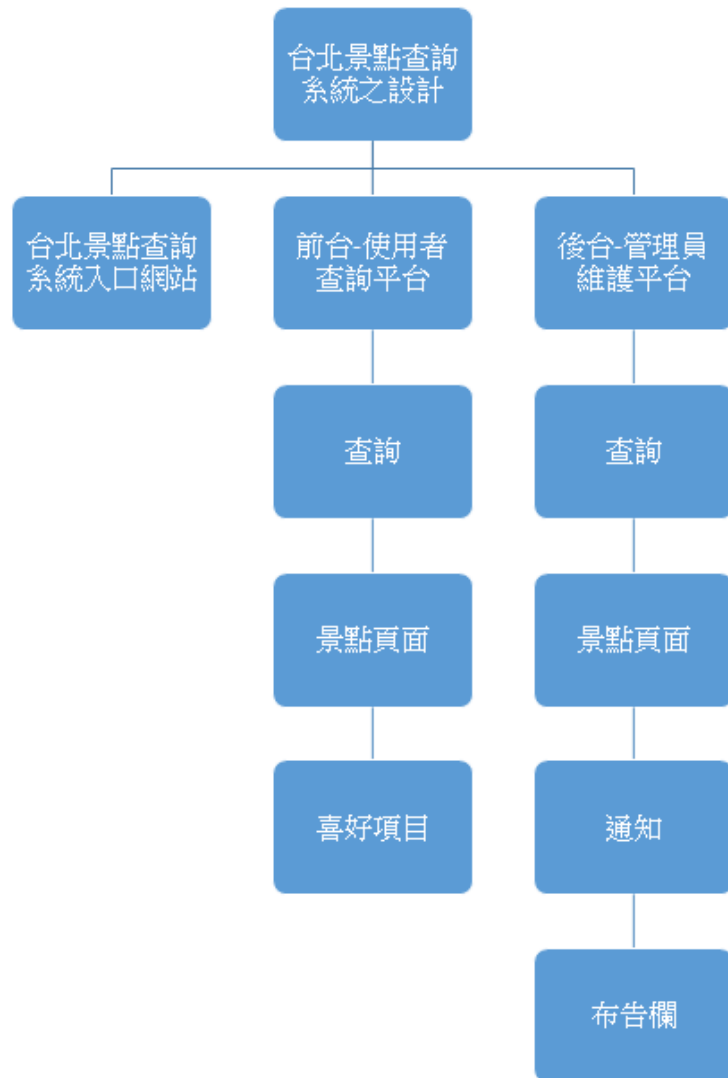 台北景點查詢
系統之設計
台北景點查詢
系統入口網站
前台-使用者
查詢平台
後台-管理員
維護平台
查詢
查詢
景點頁面
景點頁面
喜好項目
通知
布告欄